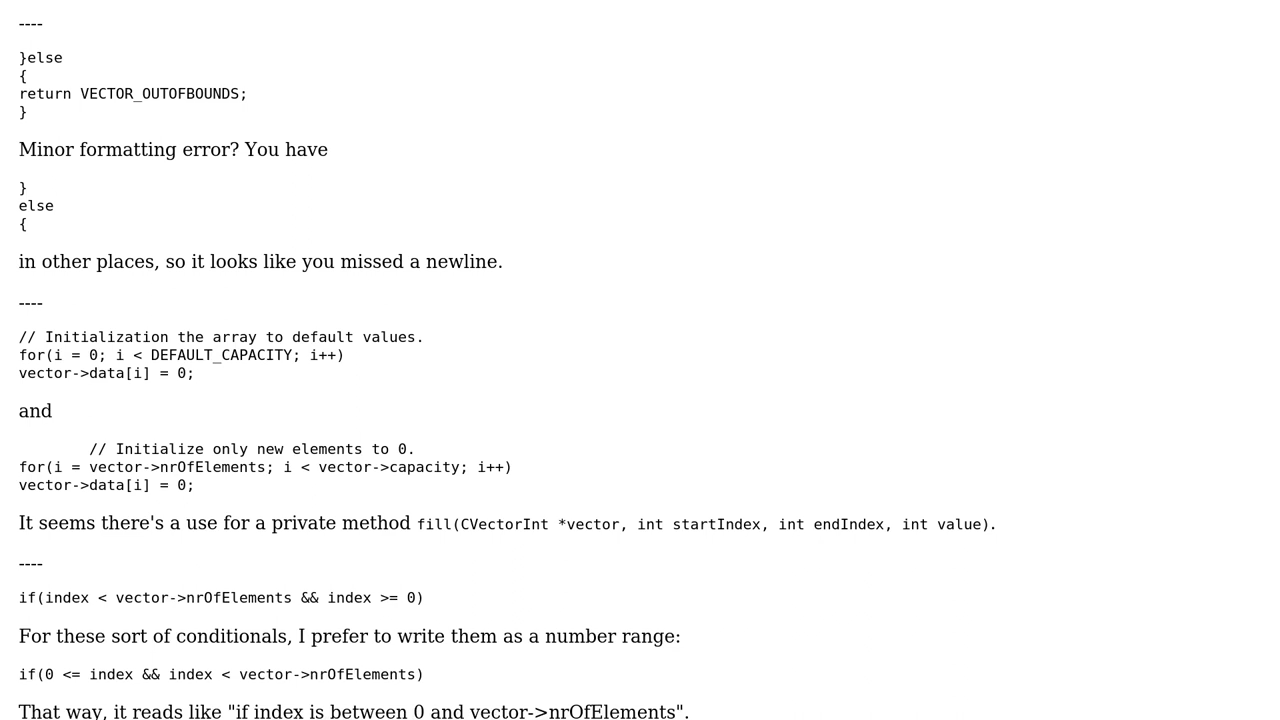 ----
}else
{
return VECTOR_OUTOFBOUNDS;
}
Minor formatting error? You have
}
else
{
in other places, so it looks like you missed a newline.
----
// Initialization the array to default values.
for(i = 0; i < DEFAULT_CAPACITY; i++)
vector->data[i] = 0;
and
        // Initialize only new elements to 0.
for(i = vector->nrOfElements; i < vector->capacity; i++)
vector->data[i] = 0;
It seems there's a use for a private method fill(CVectorInt *vector, int startIndex, int endIndex, int value).
----
if(index < vector->nrOfElements && index >= 0)
For these sort of conditionals, I prefer to write them as a number range:
if(0 <= index && index < vector->nrOfElements)
That way, it reads like "if index is between 0 and vector->nrOfElements".